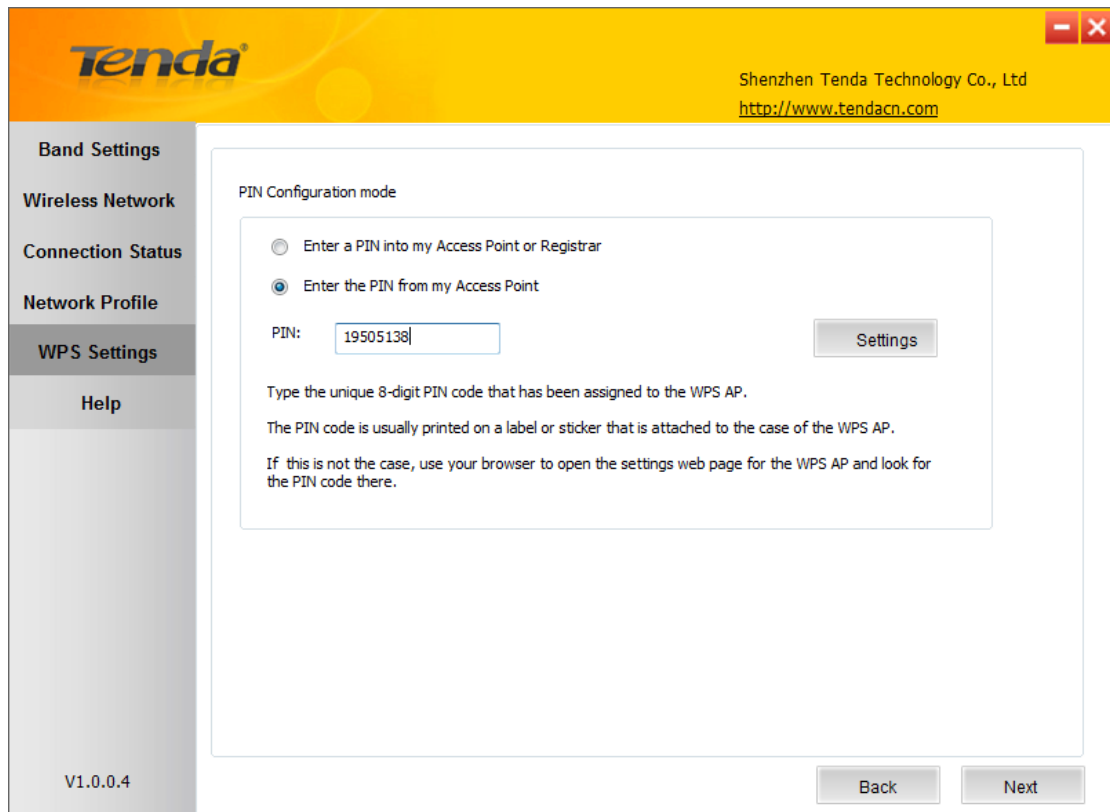 Tenda®
Shenzhen Tenda Technology Co., Ltd
http://www.tendacn.com
Band Settings
Wireless Network
Connection Status
Network Profile
WPS Settings
Help
V1.0.0.4
PIN Configuration mode
Enter a PIN into my Access Point or Registrar
Enter the PIN from my Access Point
PIN: 19505138 Settings
Type the unique 8-digit PIN code that has been assigned to the WPS AP.
The PIN code is usually printed on a label or sticker that is attached to the case of the WPS AP.
If this is not the case, use your browser to open the settings web page for the WPS AP and look for
the PIN code there.
Back Next